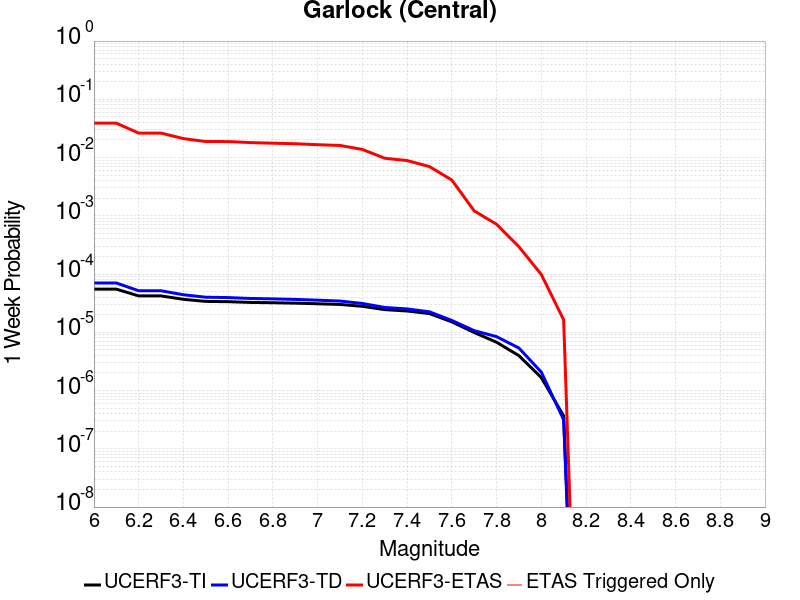 Garlock (Central)
10^0
10^-1
10^-2
10^-3
10^-4
10^-5
10^-6
10^-7
10^-8
1 Week Probability
6 6.2 6.4 6.6 6.8 7 7.2 7.4 7.6 7.8 8 8.2 8.4 8.6 8.8 9
Magnitude
UCERF3-TI UCERF3-TD UCERF3-ETAS ETAS Triggered Only